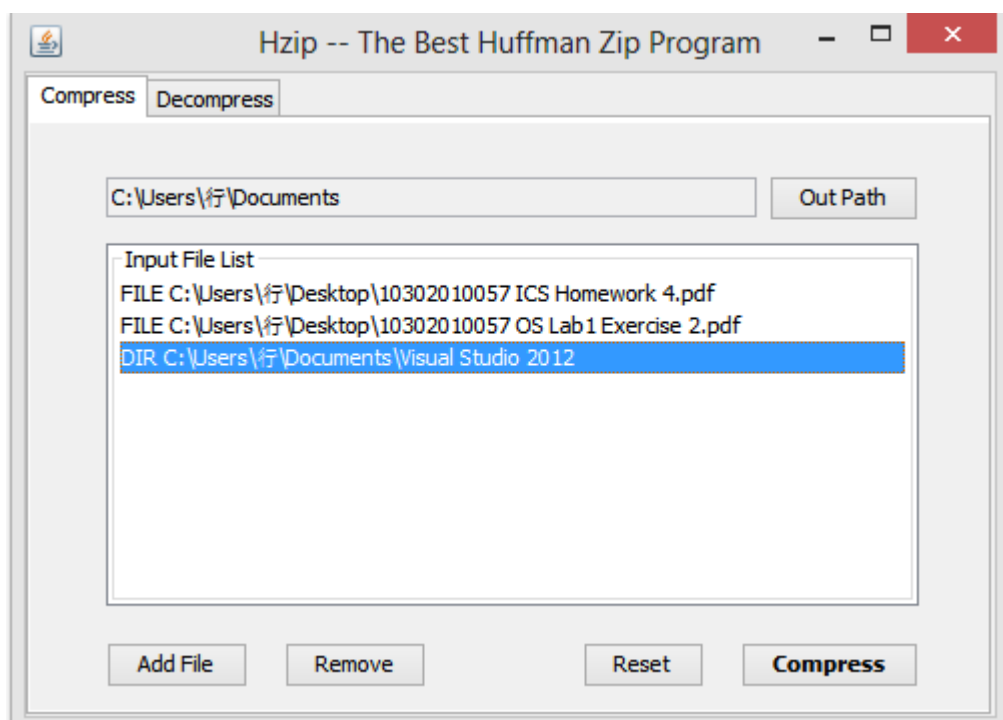 Hzip -- The Best Huffman Zip Program
Compress Decompress
C:\Users\行\Documents Out Path
Input File List
FILE C:\Users\行\Desktop\10302010057 ICS Homework 4.pdf
FILE C:\Users\行\Desktop\10302010057 OS Lab1 Exercise 2.pdf
DIR C:\Users\行\Documents\Visual Studio 2012
Add File Remove Reset Compress